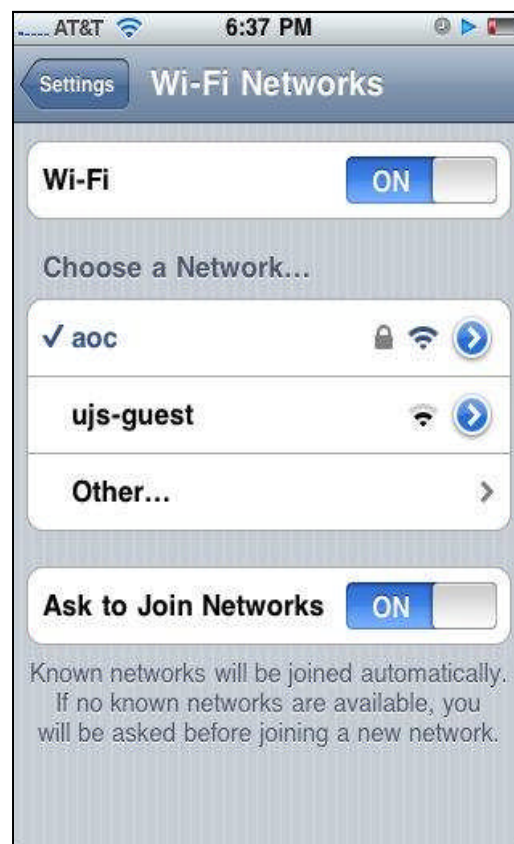 AT&T 6:37 PM
Settings Wi-Fi Networks
Wi-Fi ON
Choose a Network...
aoc
ujs-guest
Other...
Ask to Join Networks ON
Known networks will be joined automatically.
If no known networks are available, you
will be asked before joining a new network.